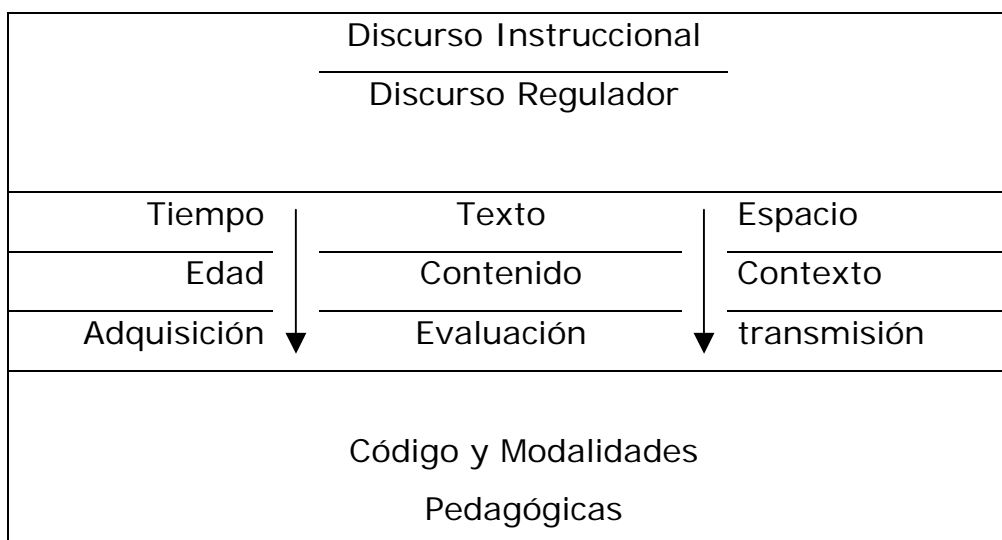 Discurso Instruccional
Discurso Regulador
Tiempo Texto Espacio
Edad Contenido Contexto
Adquisición Evaluación transmisión
Código y Modalidades
Pedagógicas